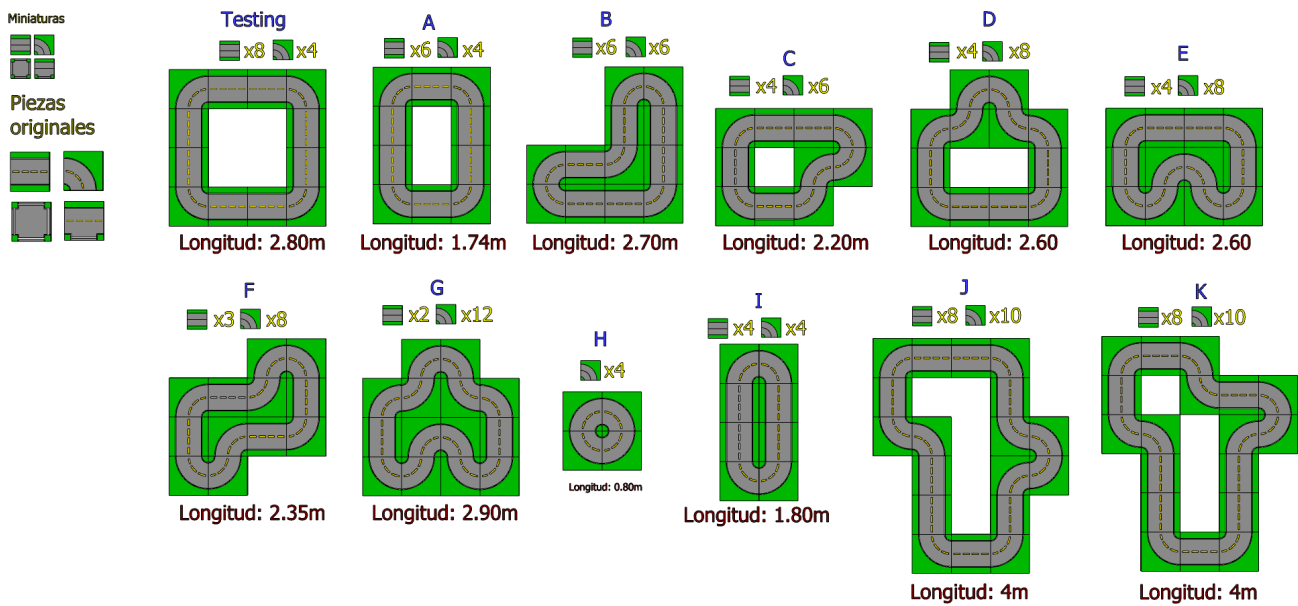 Miniaturas
Piezas
originales
Testing
x8 x4
Longitud: 2.80m
A
x6 x4
Longitud: 1.74m
B
x6 x6
Longitud: 2.70m
C
x4 x6
Longitud: 2.20m
D
x4 x8
Longitud: 2.60
E
x4 x8
Longitud: 2.60
F
x3 x8
Longitud: 2.35m
G
x2 x12
Longitud: 2.90m
H
x4
Longitud: 0.80m
I
x4 x4
Longitud: 1.80m
J
x8 x10
Longitud: 4m
K
x8 x10
Longitud: 4m